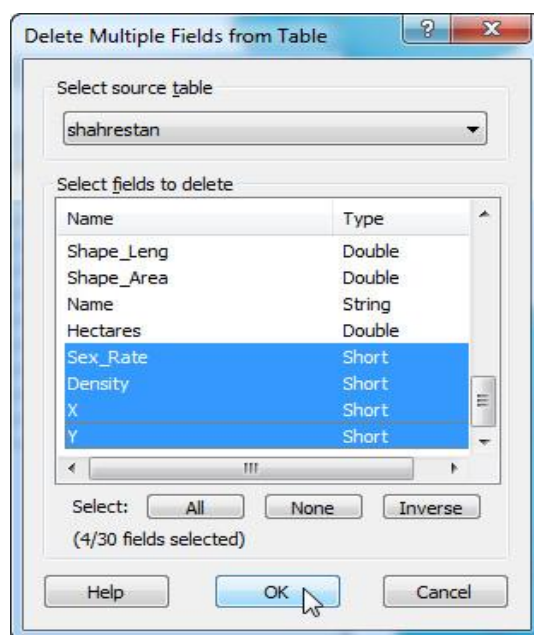 Delete Multiple Fields from Table
Select source table
shahrestan
Select fields to delete
Name Type
Shape_Leng Double
Shape_Area Double
Name String
Hectares Double
Sex_Rate Short
Density Short
X Short
Y Short
Select: All None Inverse
(4/30 fields selected)
Help OK Cancel